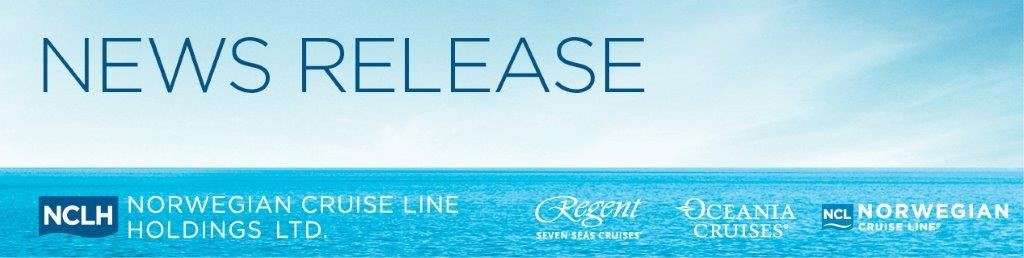 NEWS RELEASE
NCLH
NORWEGIAN CRUISE LINE
HOLDINGS LTD.
Regent
SEVEN SEAS CRUISES
OCEANIA
CRUISES®
NCL
NORWEGIAN
CRUISE LINE®